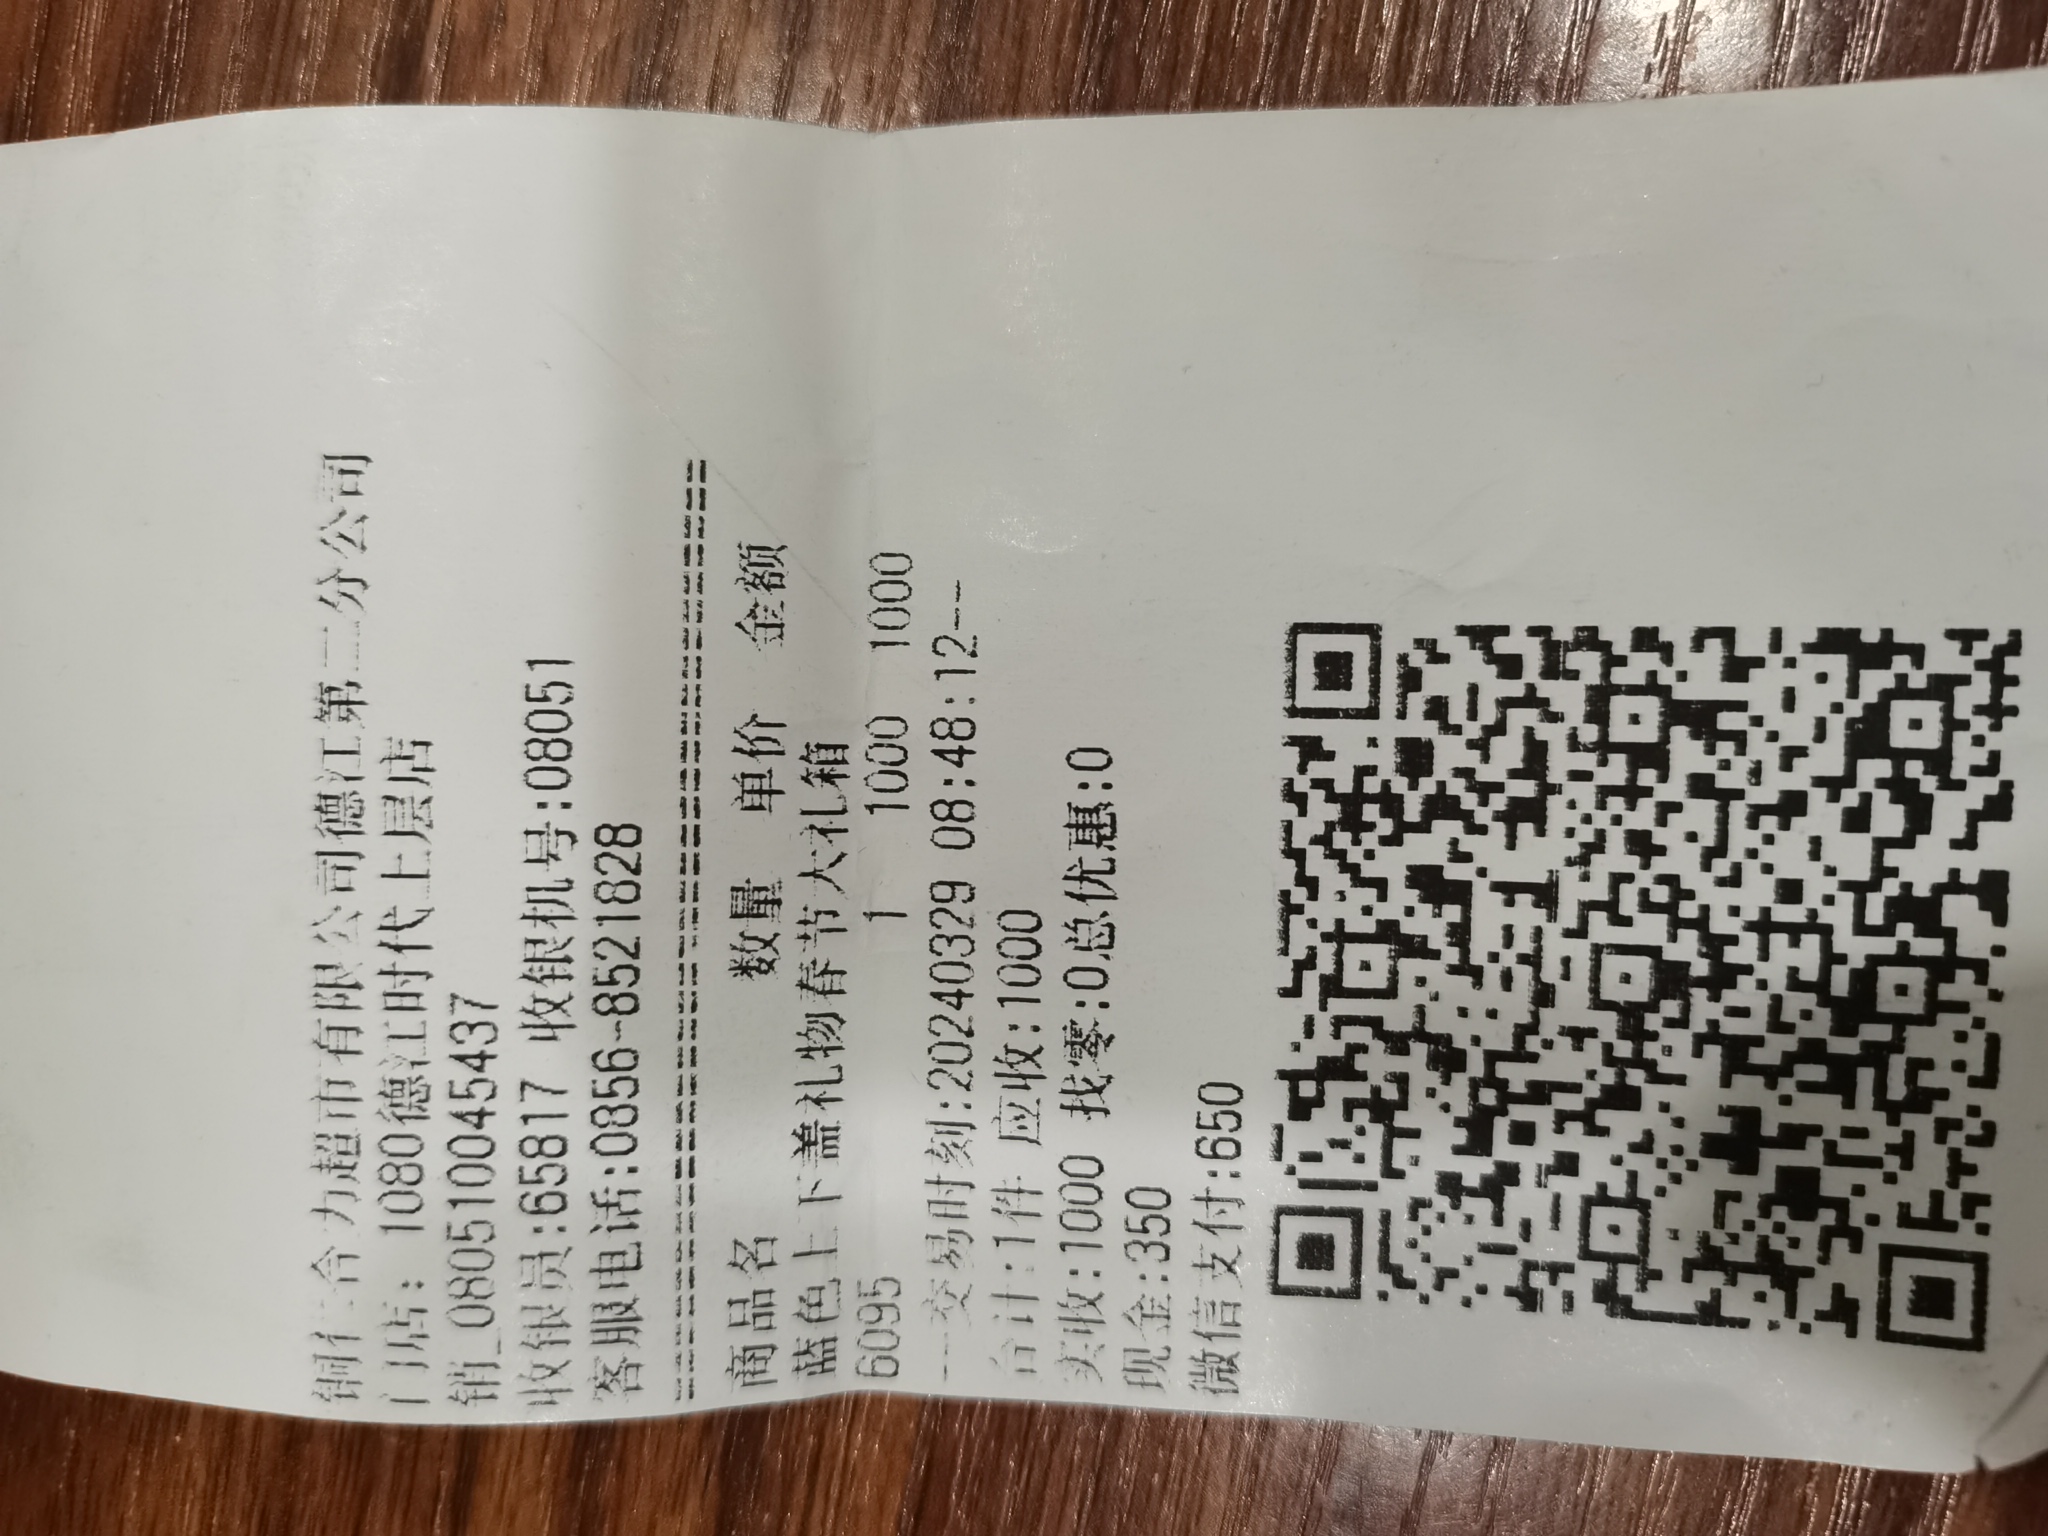 铜仁合力超市有限公司德江第二分公司
门店: 1080德江时代上层店
销_080510045437
收银员:65817 收银机号:08051
客服电话:0856-8521828
商品名 数量 单价 金额
蓝色上下盖礼物春节大礼箱
6095 1 1000 1000
---交易时刻:20240329 08:48:12--
合计:1件 应收:1000
实收:1000 找零:0总优惠:0
现金:350
微信支付:650